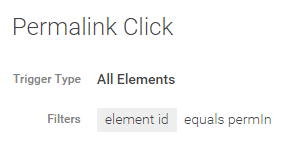 Permalink Click
Trigger Type All Elements
Filters element id equals permln